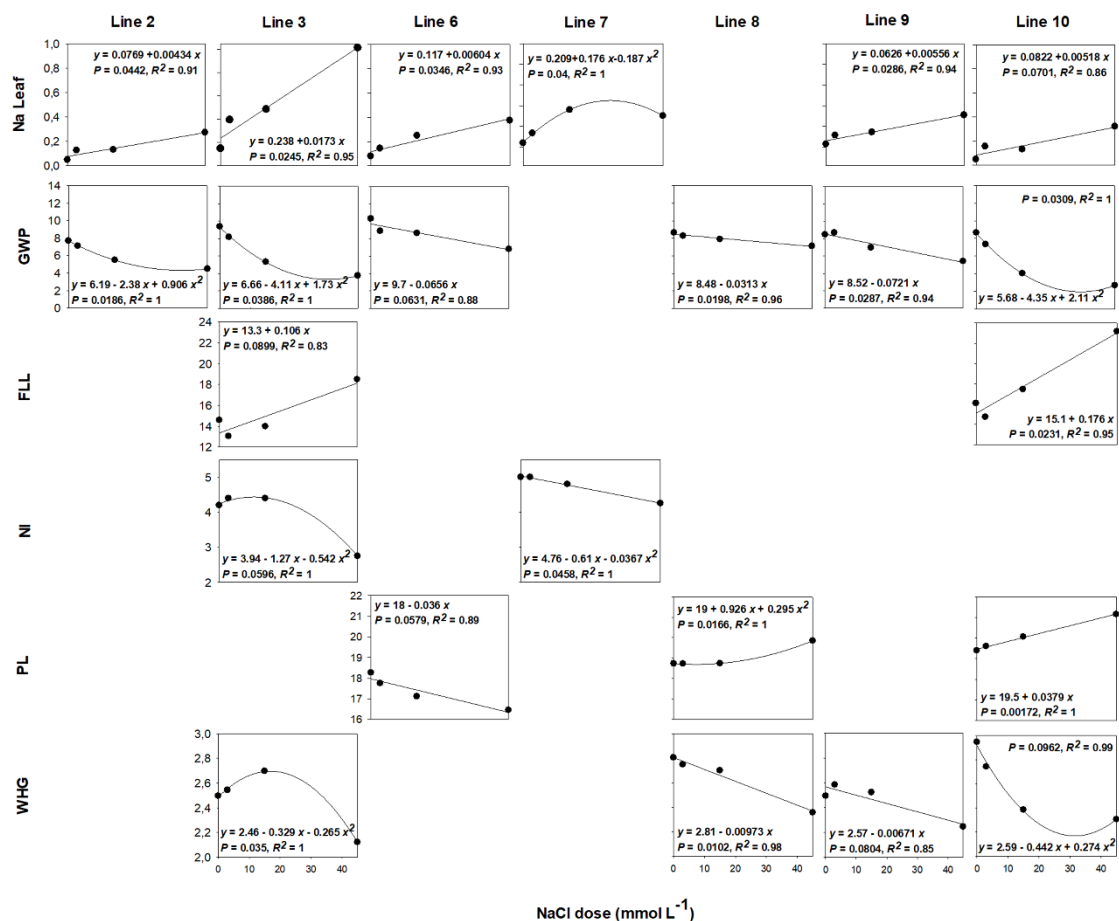 Line 2 Line 3 Line 6 Line 7 Line 8 Line 9 Line 10
Na Leaf
1,0
0,8
0,6
0,4
0,2
0,0
y = 0.0769 +0.00434 x
P = 0.0442, R² = 0.91
y = 0.238 +0.0173 x
P = 0.0245, R² = 0.95
y = 0.117 +0.00604 x
P = 0.0346, R² = 0.93
y = 0.209+0.176 x-0.187 x²
P = 0.04, R² = 1
y = 0.0626 +0.00556 x
P = 0.0286, R² = 0.94
y = 0.0822 +0.00518 x
P = 0.0701, R² = 0.86
GWP
14
12
10
8
6
4
2
0
y = 6.19 - 2.38 x + 0.906 x²
P = 0.0186, R² = 1
y = 6.66 - 4.11 x + 1.73 x²
P = 0.0386, R² = 1
y = 9.7 - 0.0656 x
P = 0.0631, R² = 0.88
y = 8.48 - 0.0313 x
P = 0.0198, R² = 0.96
y = 8.52 - 0.0721 x
P = 0.0287, R² = 0.94
P = 0.0309, R² = 1
y = 5.68 - 4.35 x + 2.11 x²
FLL
24
22
20
18
16
14
12
y = 13.3 + 0.106 x
P = 0.0899, R² = 0.83
y = 15.1 + 0.176 x
P = 0.0231, R² = 0.95
NI
5
4
3
2
y = 3.94 - 1.27 x - 0.542 x²
P = 0.0596, R² = 1
y = 4.76 - 0.61 x - 0.0367 x²
P = 0.0458, R² = 1
PL
22
21
20
19
18
17
16
y = 18 - 0.036 x
P = 0.0579, R² = 0.89
y = 19 + 0.926 x + 0.295 x²
P = 0.0166, R² = 1
y = 19.5 + 0.0379 x
P = 0.00172, R² = 1
WHG
3,0
2,8
2,6
2,4
2,2
2,0
y = 2.46 - 0.329 x - 0.265 x²
P = 0.035, R² = 1
y = 2.81 - 0.00973 x
P = 0.0102, R² = 0.98
y = 2.57 - 0.00671 x
P = 0.0804, R² = 0.85
P = 0.0962, R² = 0.99
y = 2.59 - 0.442 x + 0.274 x²
0 10 20 30 40
0 10 20 30 40
0 10 20 30 40
0 10 20 30 40
NaCl dose (mmol L⁻¹)